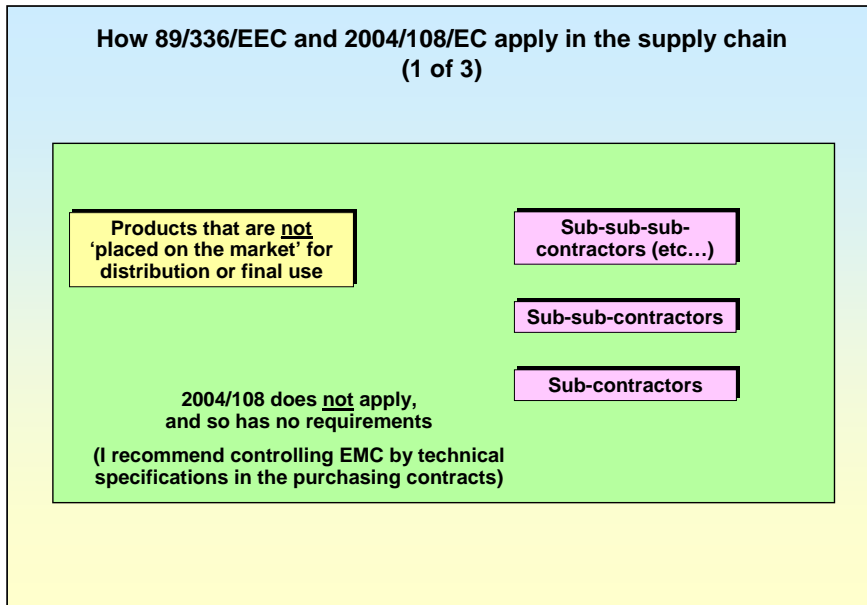 How 89/336/EEC and 2004/108/EC apply in the supply chain
(1 of 3)
Products that are not
‘placed on the market’ for
distribution or final use
Sub-sub-sub-
contractors (etc…)
Sub-sub-contractors
Sub-contractors
2004/108 does not apply,
and so has no requirements
(I recommend controlling EMC by technical
specifications in the purchasing contracts)